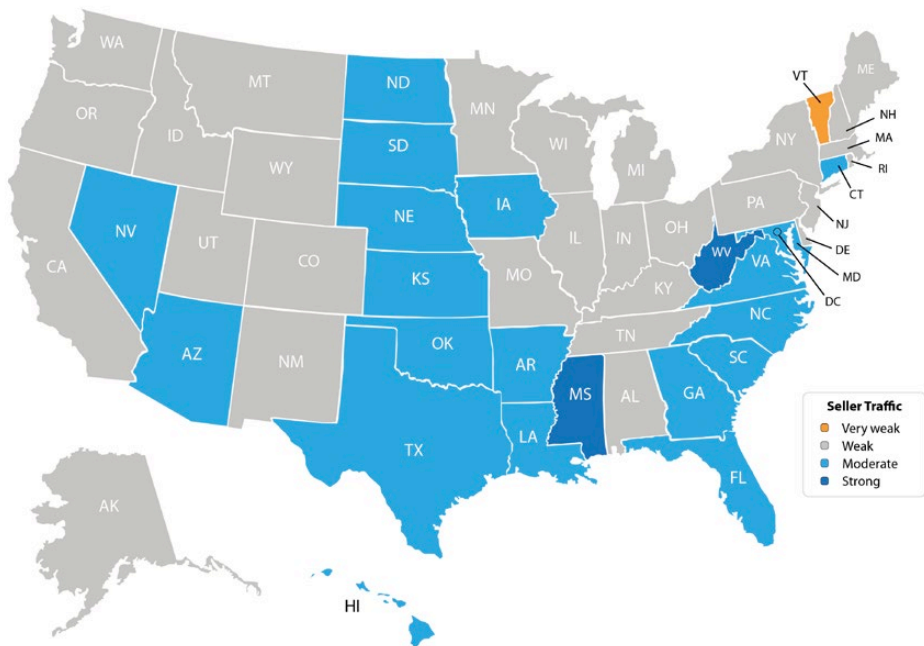 WA
MT
ND
MN
ME
VT
OR
ID
SD
WI
MI
NY
NH
MA
RI
CT
WY
NE
IA
PA
NJ
NV
UT
CO
IL
IN
OH
DE
MD
DC
CA
KS
MO
KY
WV
VA
AZ
NM
OK
AR
TN
NC
SC
MS
AL
GA
TX
LA
FL
AK
HI
Seller Traffic
Very weak
Weak
Moderate
Strong